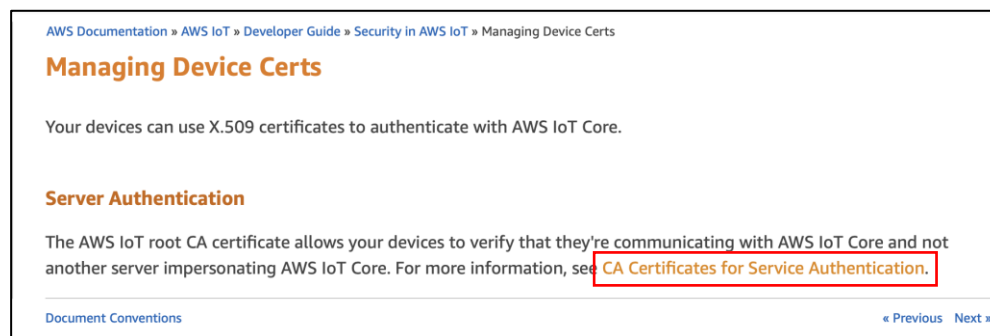 AWS Documentation » AWS IoT » Developer Guide » Security in AWS IoT » Managing Device Certs
Managing Device Certs
Your devices can use X.509 certificates to authenticate with AWS IoT Core.
Server Authentication
The AWS IoT root CA certificate allows your devices to verify that they're communicating with AWS IoT Core and not
another server impersonating AWS IoT Core. For more information, see CA Certificates for Service Authentication.
Document Conventions « Previous Next »